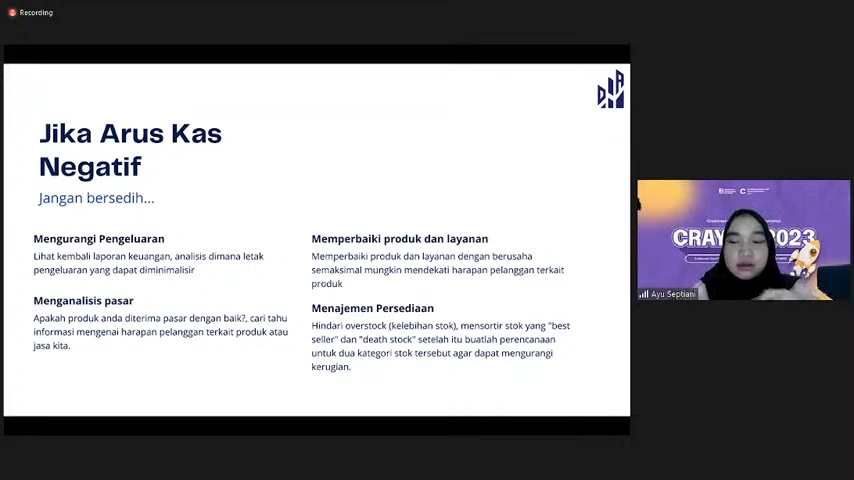 Recording
Jika Arus Kas
Negatif
Jangan bersedih...
Mengurangi Pengeluaran
Lihat kembali laporan keuangan, analisis dimana letak
pengeluaran yang dapat diminimalisir
Menganalisis pasar
Apakah produk anda diterima pasar dengan baik?, cari tahu
informasi mengenai harapan pelanggan terkait produk atau
jasa kita.
Memperbaiki produk dan layanan
Memperbaiki produk dan layanan dengan berusaha
semaksimal mungkin mendekati harapan pelanggan terkait
produk
Manajemen Persediaan
Hindari overstock (kelebihan stok), mensortir stok yang "best
seller" dan "death stock" setelah itu buatlah perencanaan
untuk dua kategori stok tersebut agar dapat mengurangi
kerugian.
CRAY 2023
Ayu Septiani